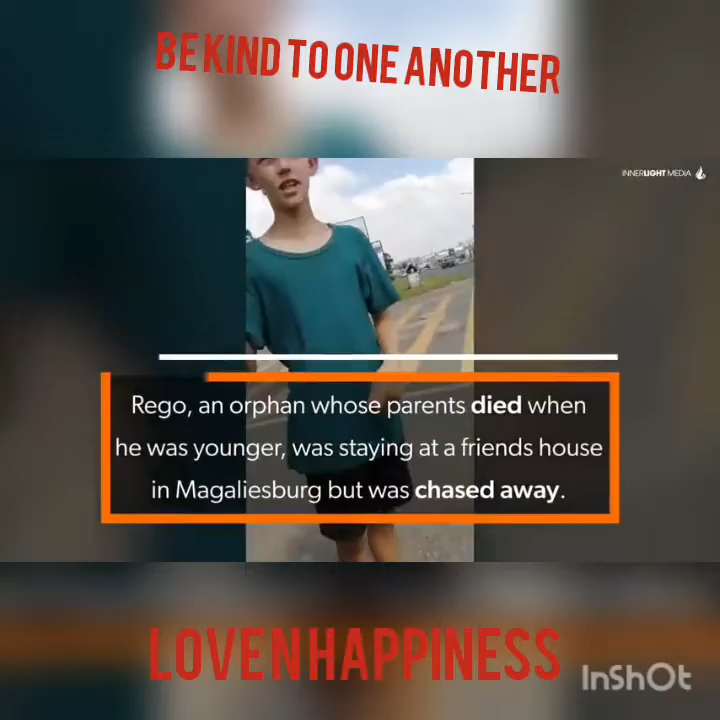 BE KIND TO ONE ANOTHER
INNERLIGHT MEDIA
Rego, an orphan whose parents died when
he was younger, was staying at a friends house
in Magaliesburg but was chased away.
LOVE N HAPPINESS
InShOt